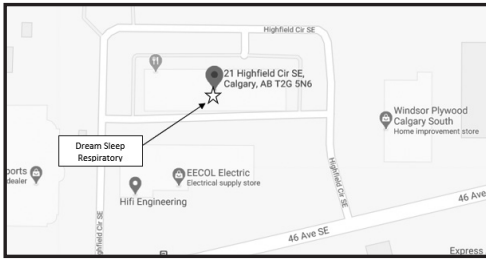 Highfield Cir SE
21 Highfield Cir SE,
Calgary, AB T2G 5N6
Windsor Plywood
Calgary South
Home improvement store
Dream Sleep
Respiratory
ports
dealer
EECOL Electric
Electrical supply store
Hifi Engineering
Highfield Cir SE
ghfield Cir SE
46 Ave SE
46 Ave
Express